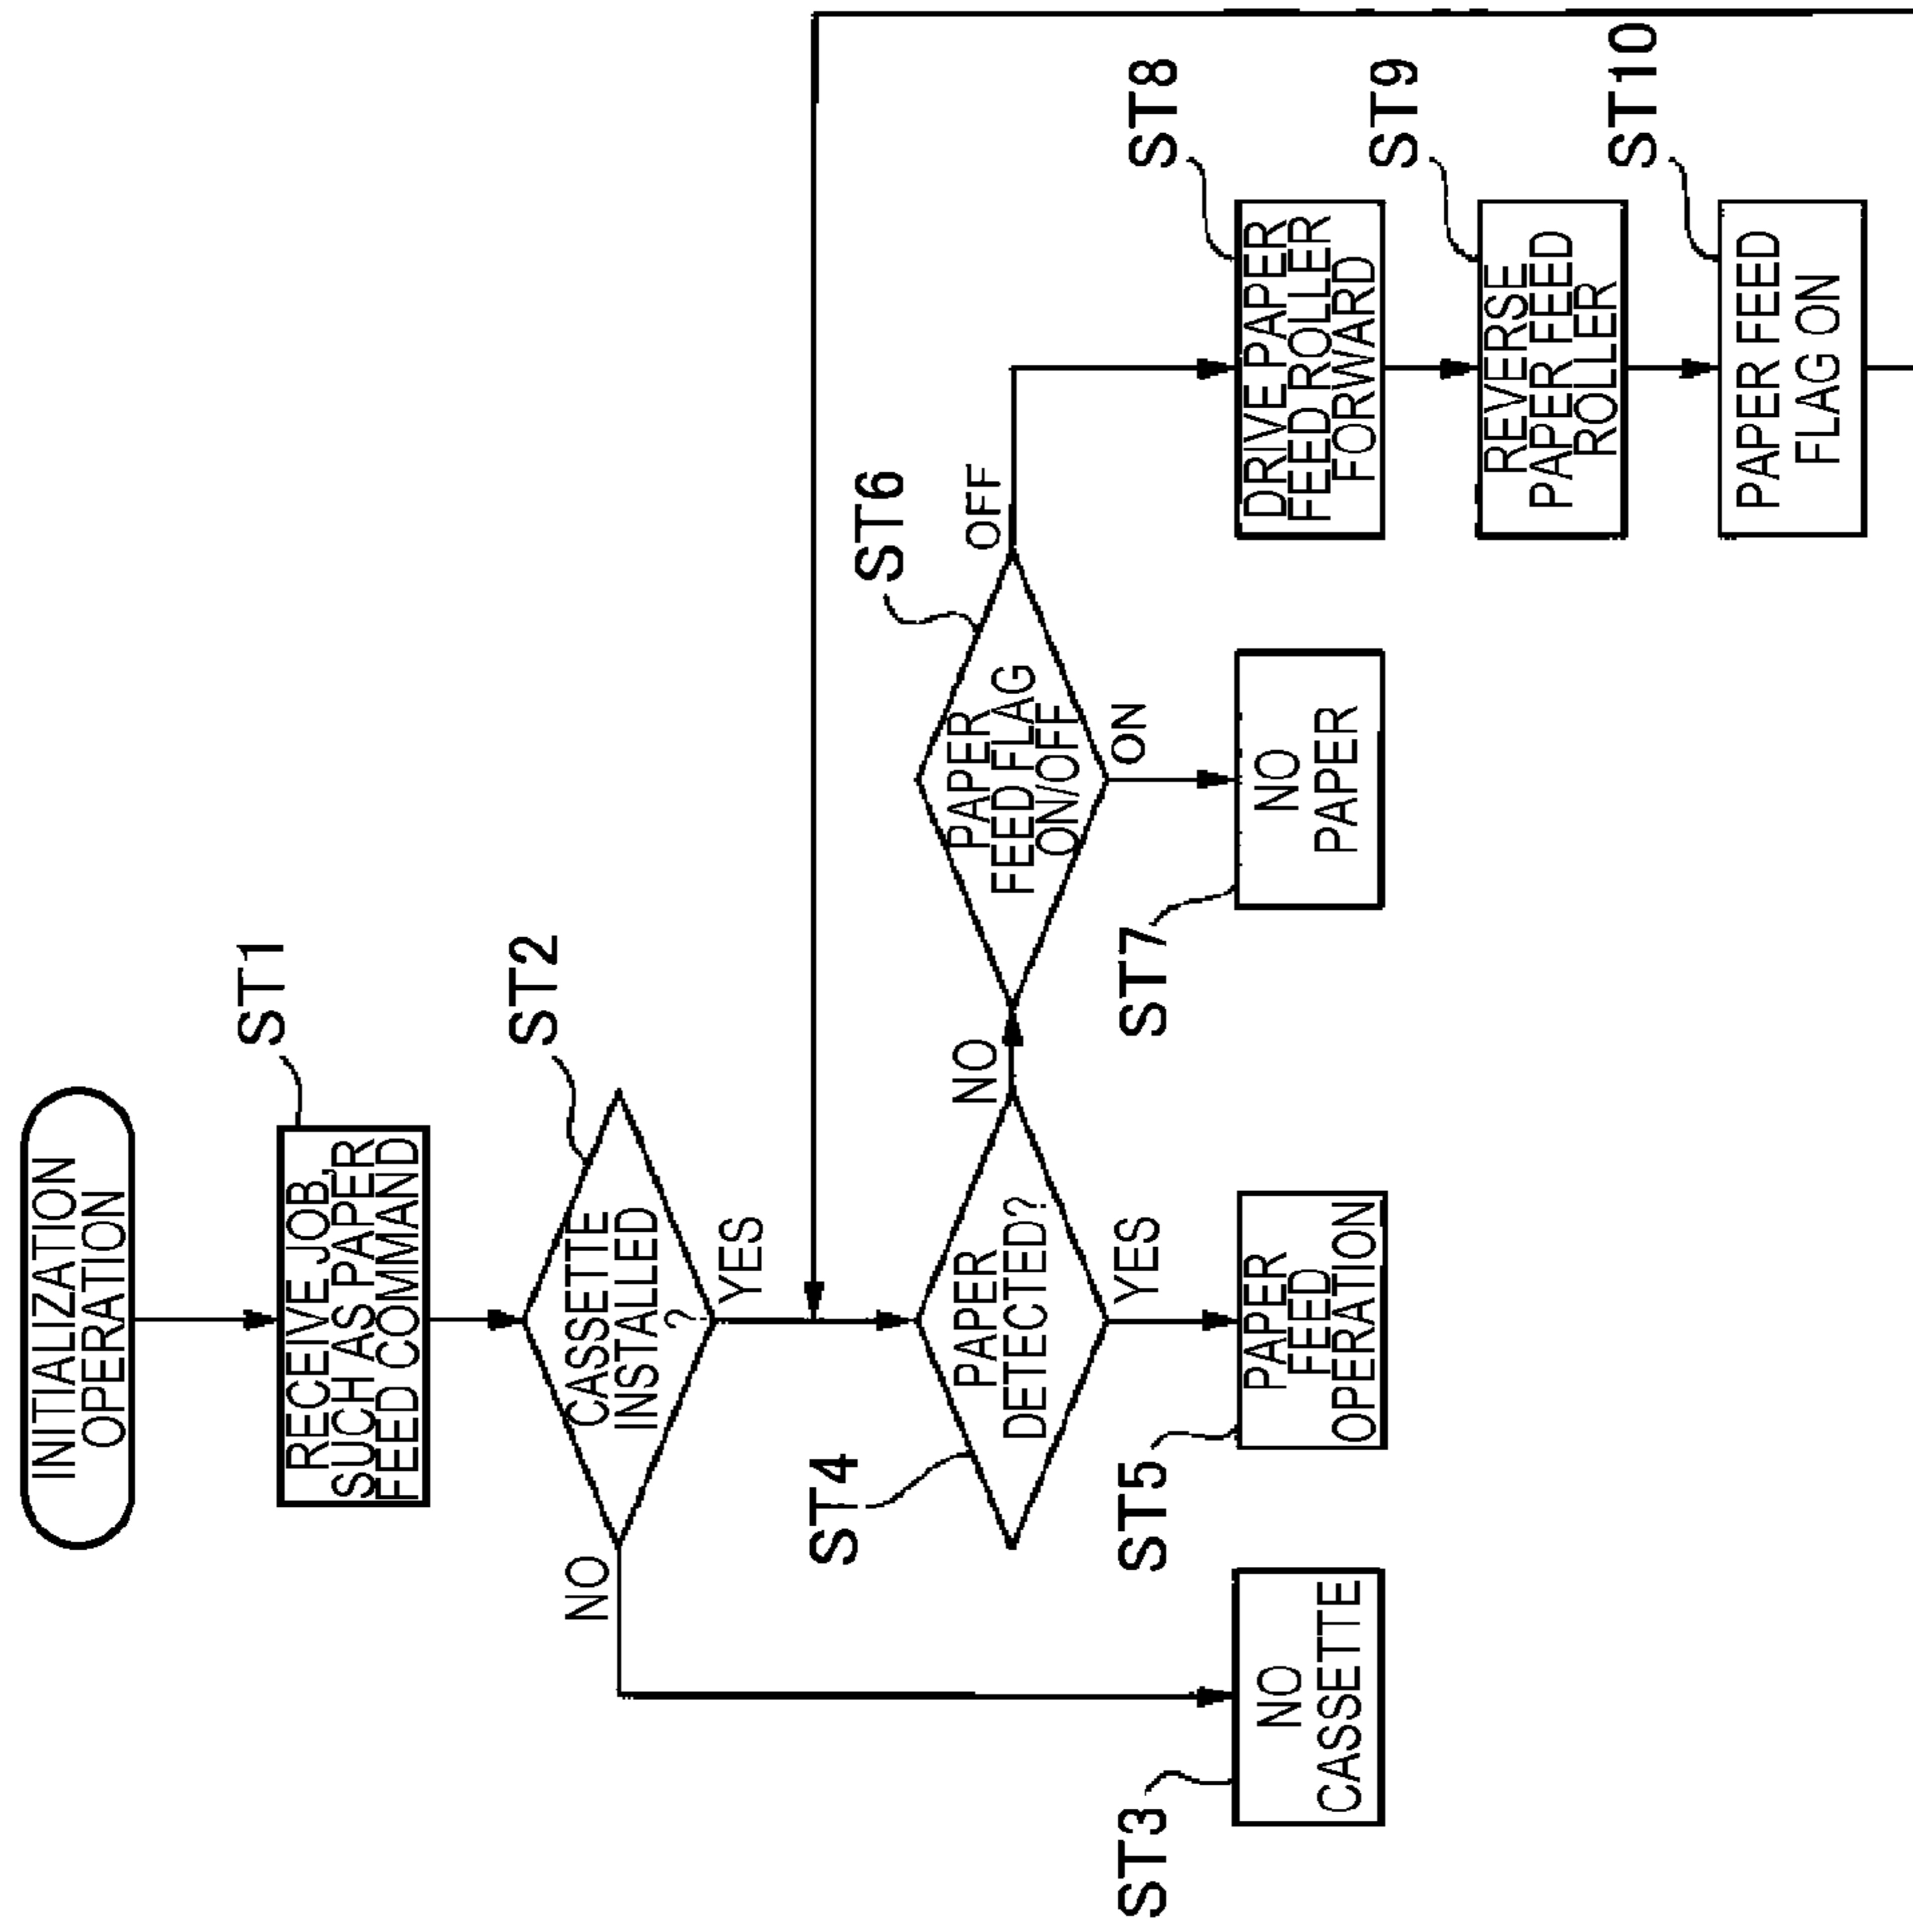 INITIALIZATION
OPERATION
ST1
RECEIVE JOB,
SUCH AS PAPER
FEED COMMAND
ST2
CASSETTE
INSTALLED
?
NO
YES
ST3
NO
CASSETTE
ST4
PAPER
DETECTED?
NO
YES
ST5
PAPER
FEED
OPERATION
ST6
PAPER
FEED FLAG
ON/OFF
OFF
ON
ST7
NO
PAPER
ST8
DRIVE PAPER
FEED ROLLER
FORWARD
ST9
REVERSE
PAPER FEED
ROLLER
ST10
PAPER FEED
FLAG ON